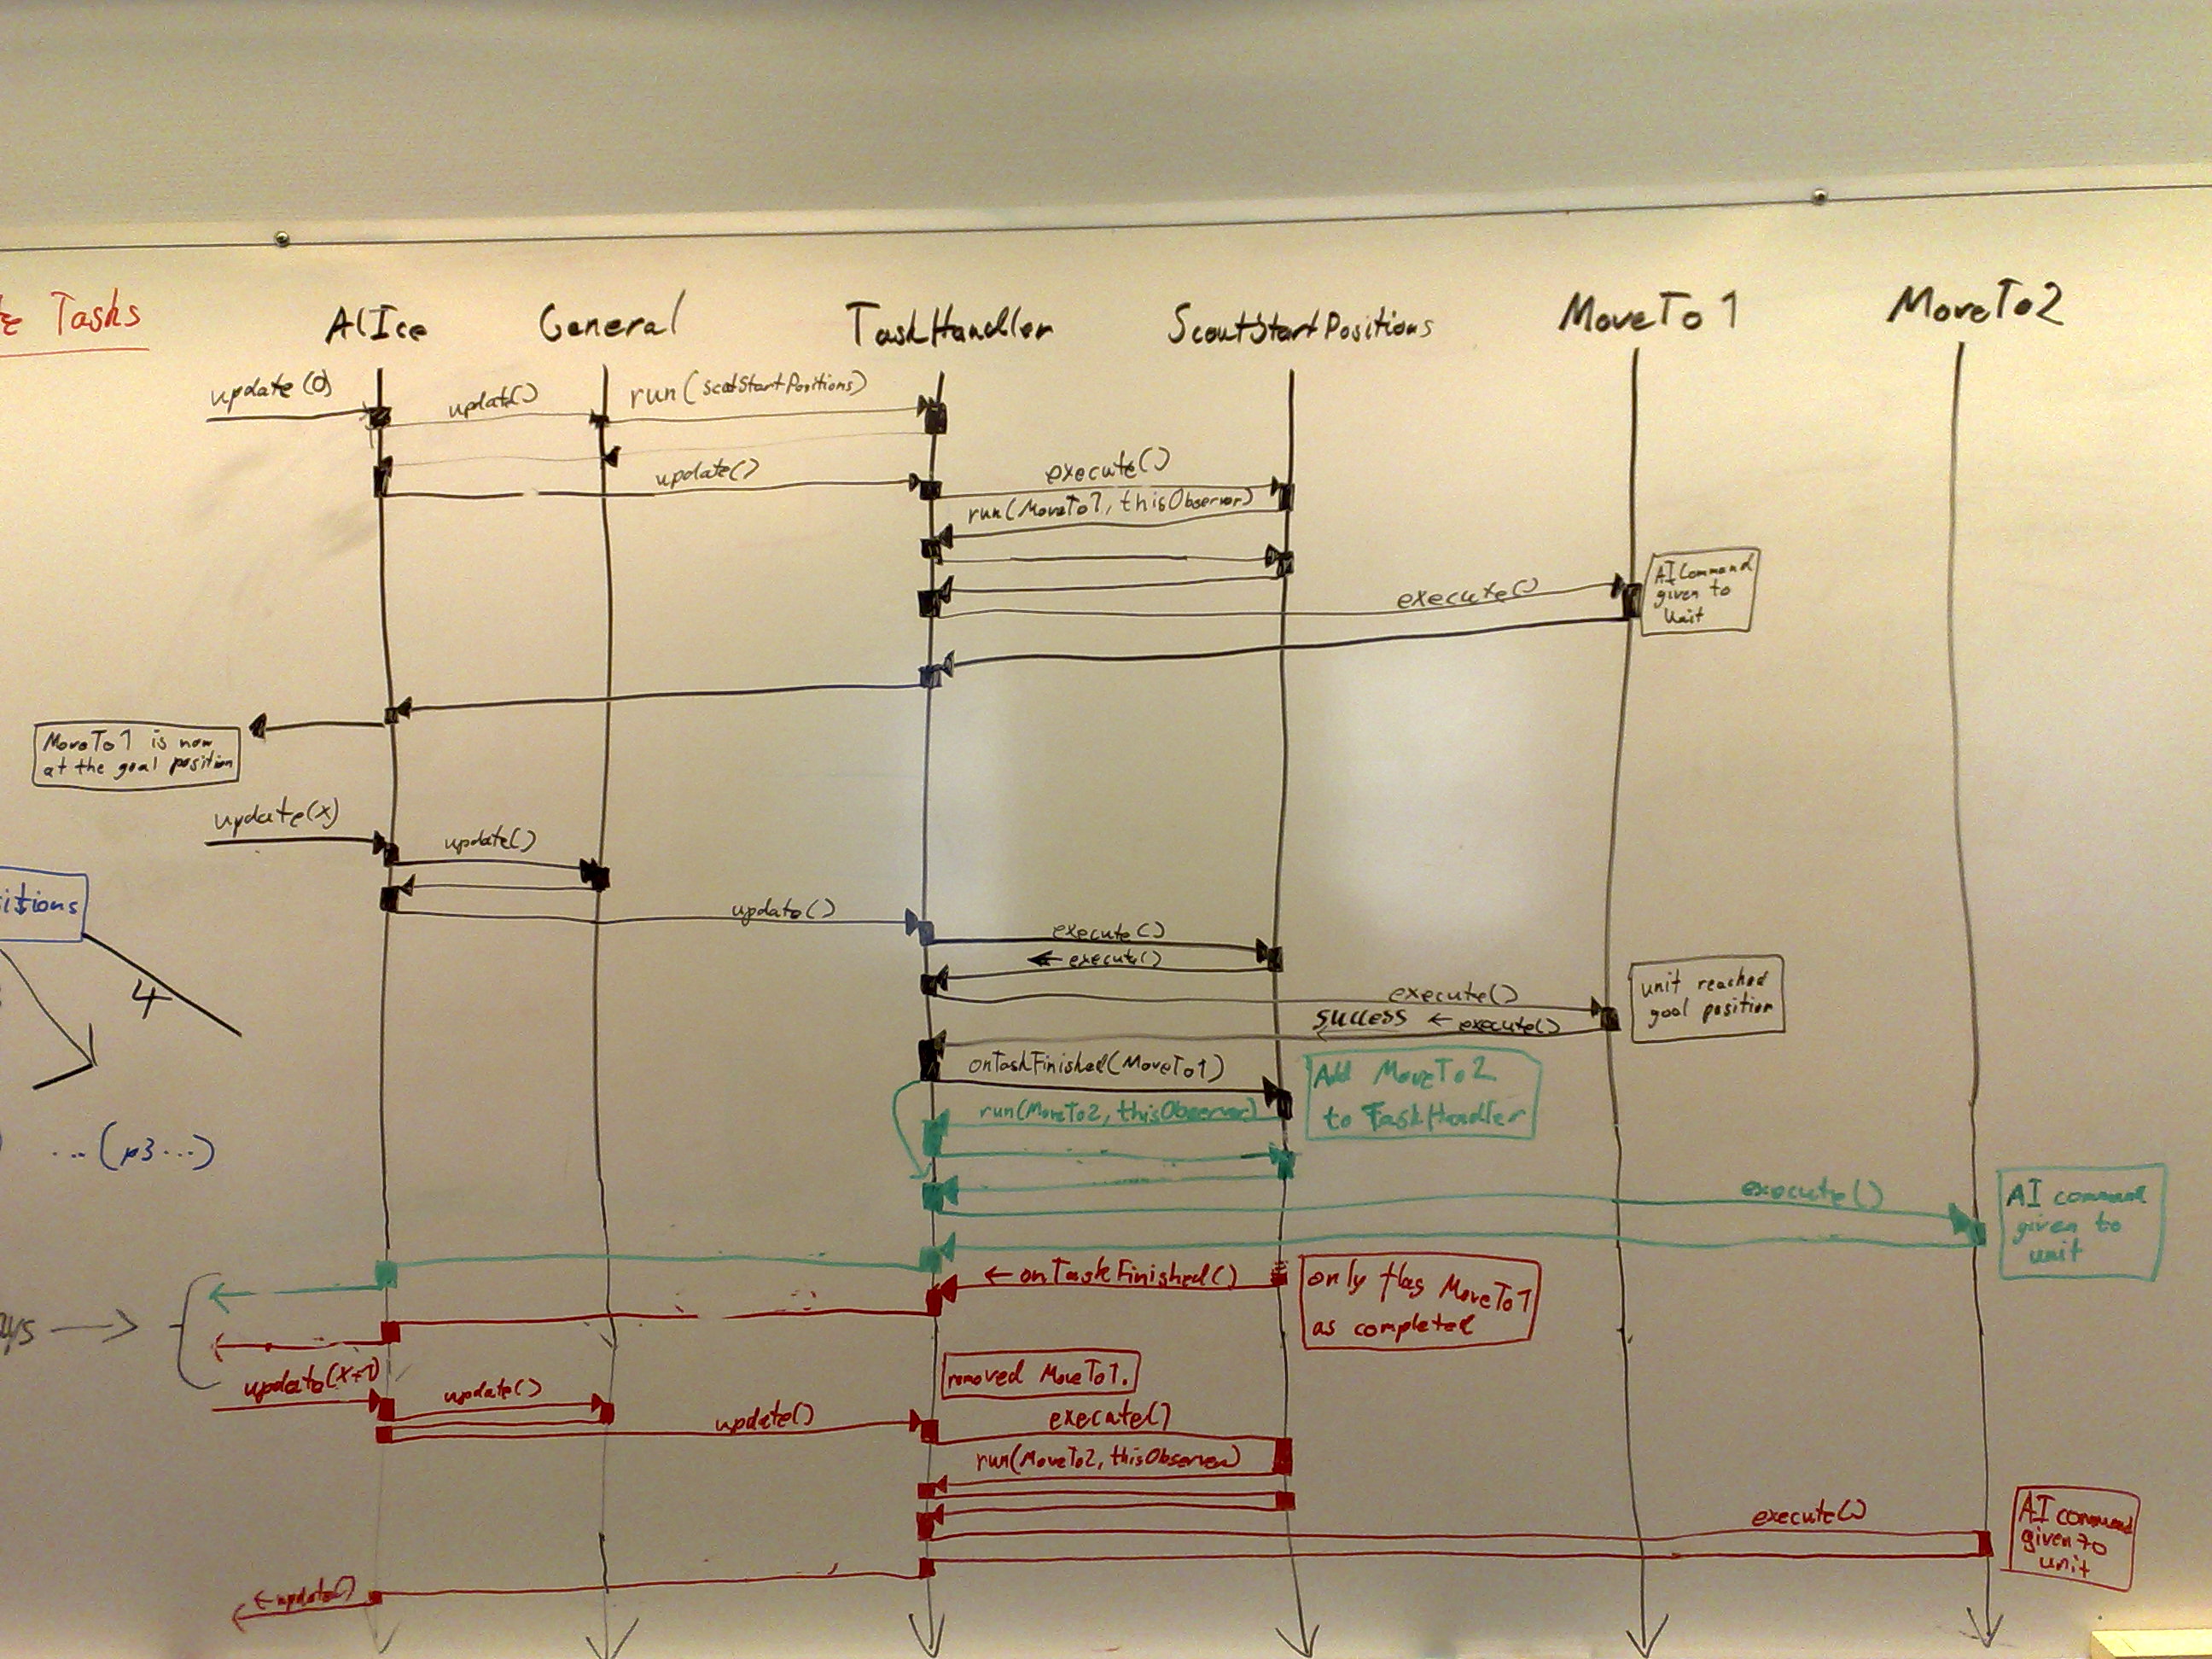 Tasks
AlIce General TaskHandler ScoutStartPositions MoveTo1 MoveTo2
update(0)
update()
run(scoutStartPositions)
update()
execute()
run(MoveTo1, thisObserver)
execute()
AI Command
given to
Unit
MoveTo1 is now
at the goal position
update(x)
update()
update()
execute()
← execute()
execute()
success ← execute()
unit reached
goal position
onTaskFinished(MoveTo1)
Add MoveTo2
to TaskHandler
run(MoveTo2, thisObserver)
4
...(p3...)
execute()
AI command
given to
unit
← onTaskFinished()
only flag MoveTo1
as completed
removed MoveTo1.
update(x+1)
update()
update()
execute()
run(MoveTo2, thisObserver)
execute()
AI command
given to
unit
← update()